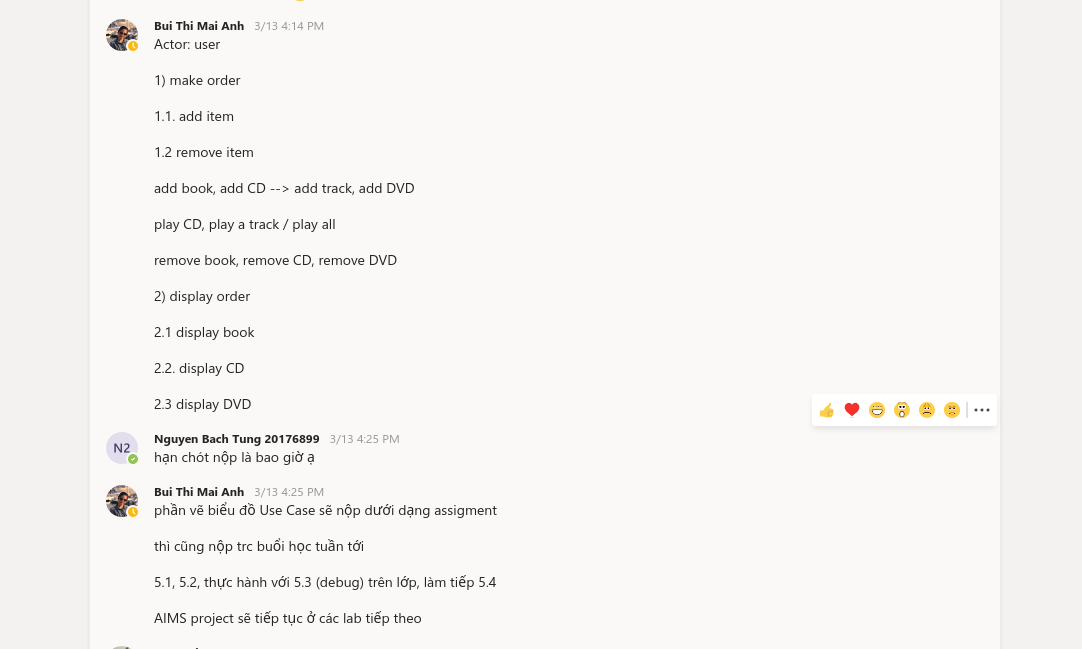 Bui Thi Mai Anh 3/13 4:14 PM
Actor: user
1) make order
1.1. add item
1.2 remove item
add book, add CD --> add track, add DVD
play CD, play a track / play all
remove book, remove CD, remove DVD
2) display order
2.1 display book
2.2. display CD
2.3 display DVD
N2
Nguyen Bach Tung 20176899 3/13 4:25 PM
hạn chót nộp là bao giờ ạ
Bui Thi Mai Anh 3/13 4:25 PM
phần vẽ biểu đồ Use Case sẽ nộp dưới dạng assigment
thì cũng nộp trc buổi học tuần tới
5.1, 5.2, thực hành với 5.3 (debug) trên lớp, làm tiếp 5.4
AIMS project sẽ tiếp tục ở các lab tiếp theo